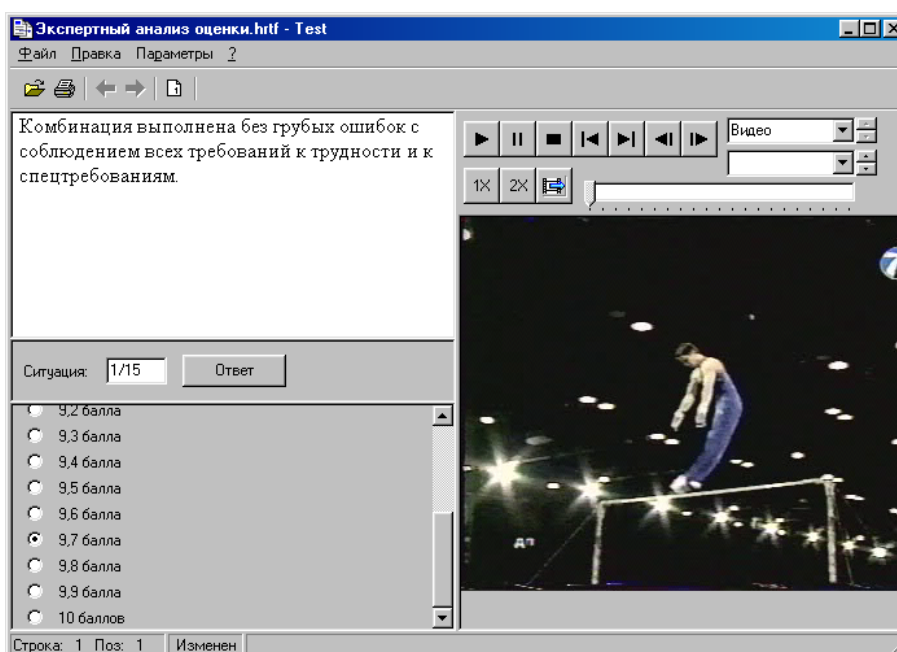 Экспертный анализ оценки.hrtf - Test
Файл Правка Параметры ?
Комбинация выполнена без грубых ошибок с
соблюдением всех требований к трудности и к
спецтребованиям.
Видео
1X 2X
7
Ситуация: 1/15 Ответ
9,2 балла
9,3 балла
9,4 балла
9,5 балла
9,6 балла
9,7 балла
9,8 балла
9,9 балла
10 баллов
Строка: 1 Поз: 1 Изменен